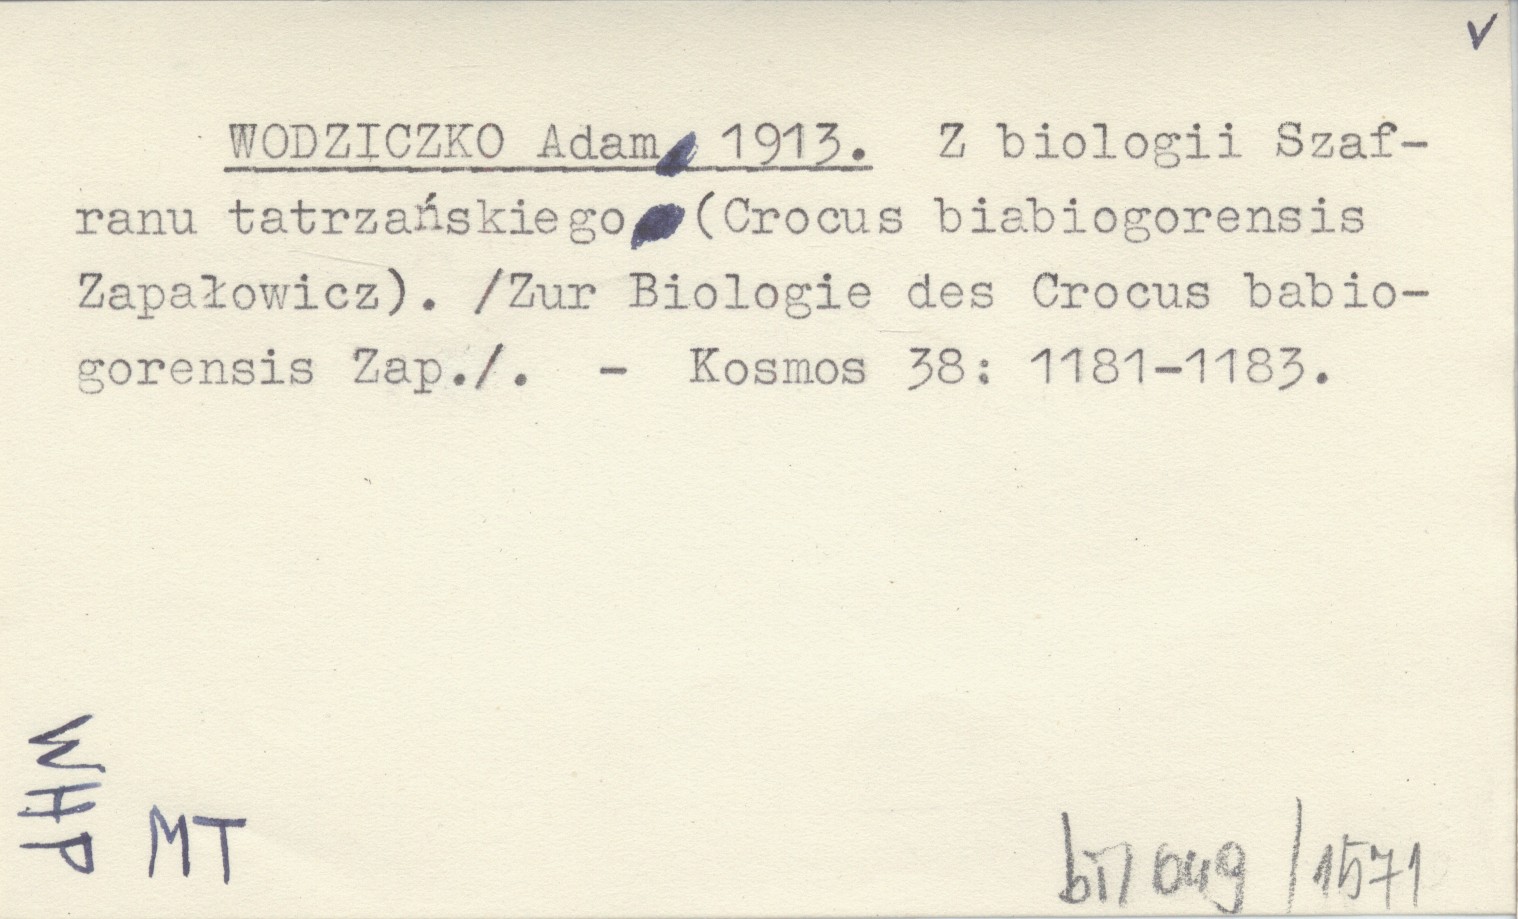 v
WODZICZKO Adam 1913. Z biologii Szaf-
ranu tatrzańskiego (Crocus biabiogorensis
Zapałowicz). /Zur Biologie des Crocus babio-
gorensis Zap./. - Kosmos 38: 1181-1183.
WHP
MT
/1571